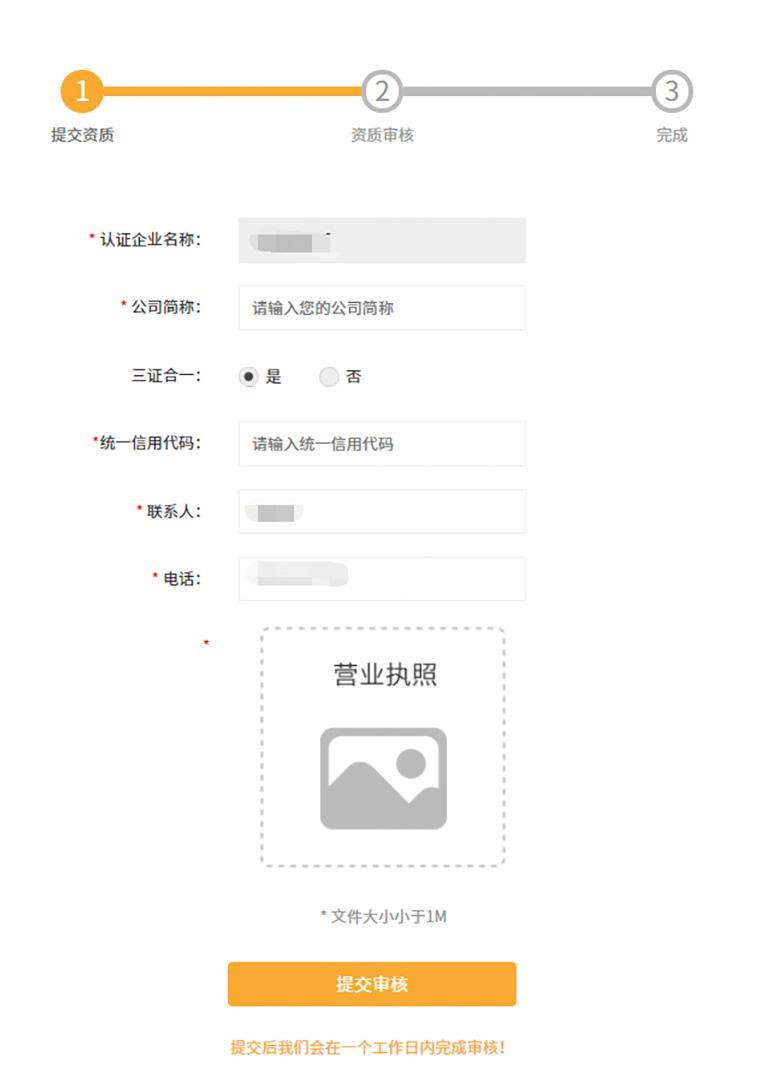 1
2
3
提交资质
资质审核
完成
* 认证企业名称：
* 公司简称： 请输入您的公司简称
三证合一： 是 否
*统一信用代码： 请输入统一信用代码
* 联系人：
* 电话：
*
营业执照
* 文件大小小于1M
提交审核
提交后我们会在一个工作日内完成审核！